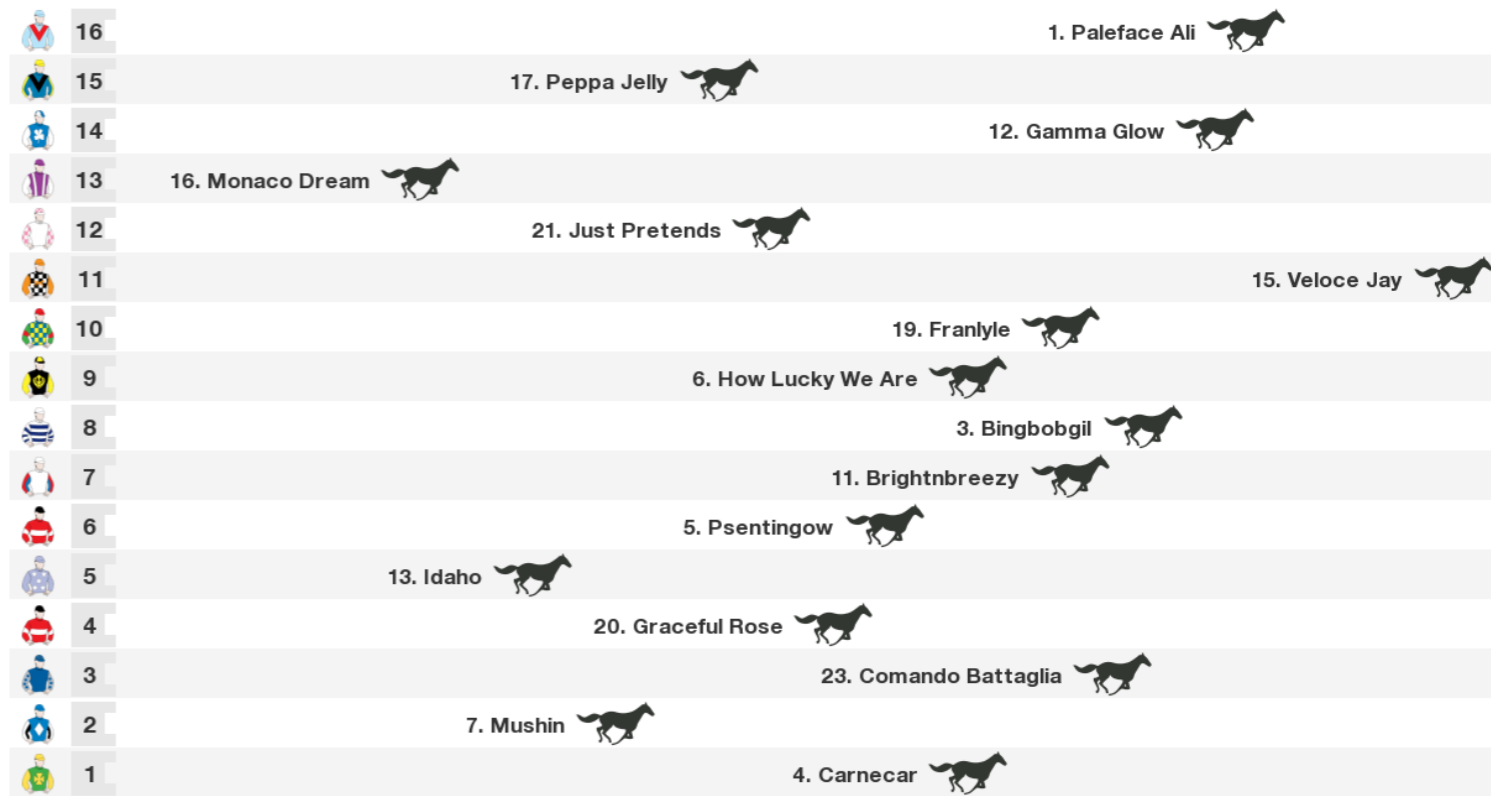 16 1. Paleface Ali
15 17. Peppa Jelly
14 12. Gamma Glow
13 16. Monaco Dream
12 21. Just Pretends
11 15. Veloce Jay
10 19. Franlyle
9 6. How Lucky We Are
8 3. Bingbobgil
7 11. Brightnbreezy
6 5. Psentingow
5 13. Idaho
4 20. Graceful Rose
3 23. Comando Battaglia
2 7. Mushin
1 4. Carnecar